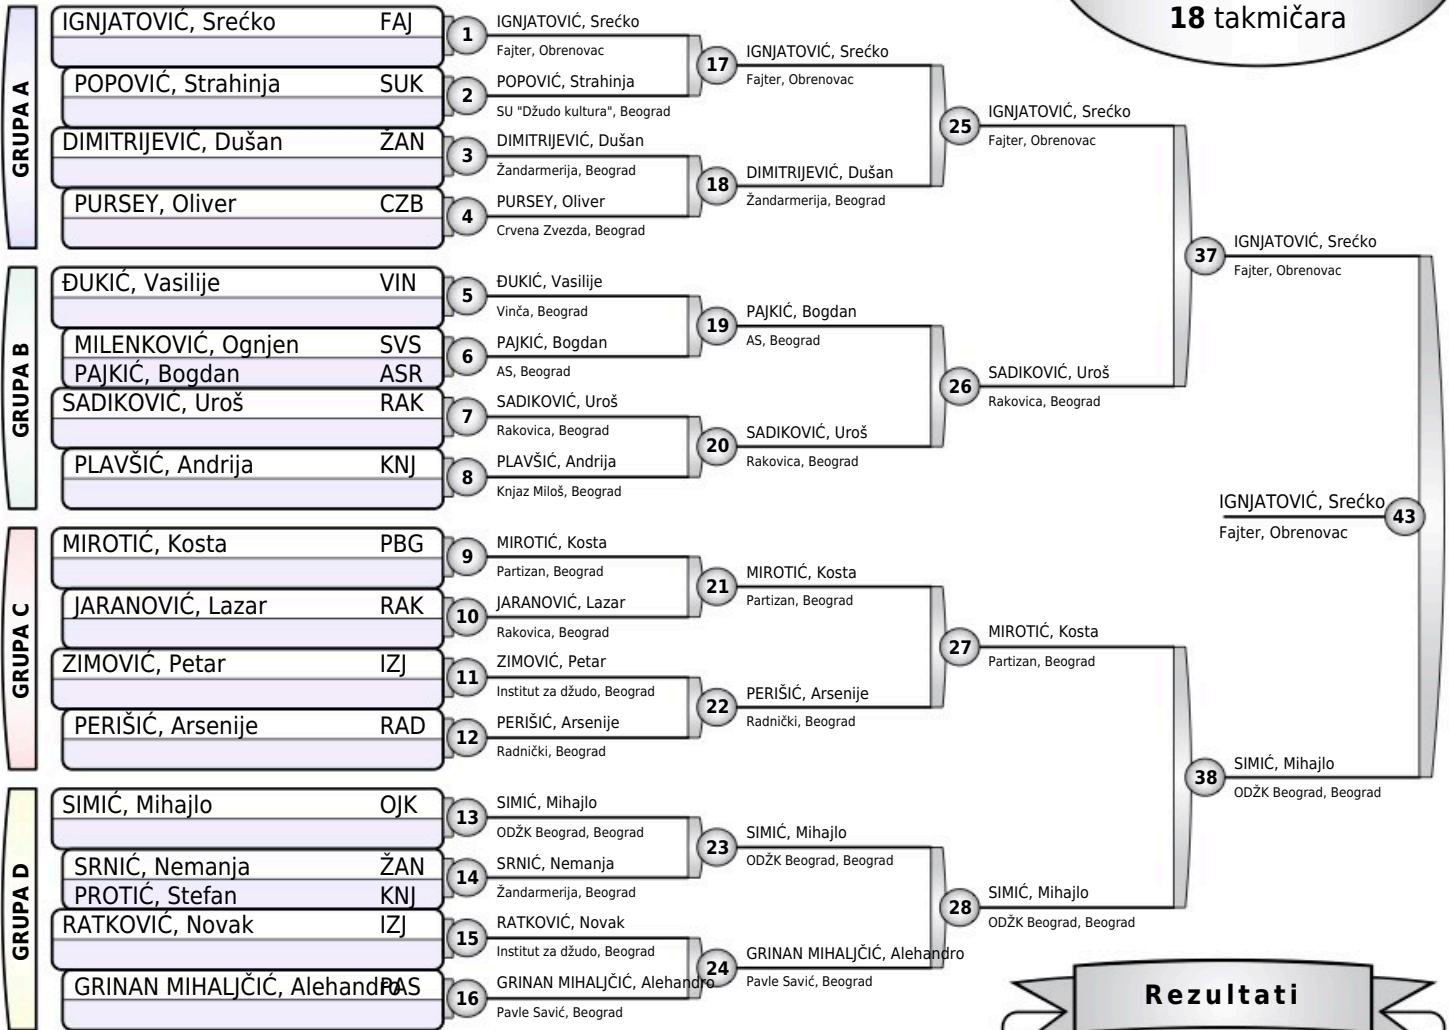 18 takmičara
GRUPA A
IGNJATOVIĆ, Srećko FAJ
POPOVIĆ, Strahinja SUK
DIMITRIJEVIĆ, Dušan ŽAN
PURSEY, Oliver CZB
GRUPA B
ĐUKIĆ, Vasilije VIN
MILENKOVIĆ, Ognjen SVS
PAJKIĆ, Bogdan ASR
SADIKOVIĆ, Uroš RAK
PLAVŠIĆ, Andrija KNJ
GRUPA C
MIROTIĆ, Kosta PBG
JARANOVIĆ, Lazar RAK
ZIMOVIĆ, Petar IZJ
PERIŠIĆ, Arsenije RAD
GRUPA D
SIMIĆ, Mihajlo OJK
SRNIĆ, Nemanja ŽAN
PROTIĆ, Stefan KNJ
RATKOVIĆ, Novak IZJ
GRINAN MIHALJČIĆ, Alehandro PAS
1 IGNJATOVIĆ, Srećko
Fajter, Obrenovac
2 POPOVIĆ, Strahinja
SU "Džudo kultura", Beograd
3 DIMITRIJEVIĆ, Dušan
Žandarmerija, Beograd
4 PURSEY, Oliver
Crvena Zvezda, Beograd
5 ĐUKIĆ, Vasilije
Vinča, Beograd
6 PAJKIĆ, Bogdan
AS, Beograd
7 SADIKOVIĆ, Uroš
Rakovica, Beograd
8 PLAVŠIĆ, Andrija
Knjaz Miloš, Beograd
9 MIROTIĆ, Kosta
Partizan, Beograd
10 JARANOVIĆ, Lazar
Rakovica, Beograd
11 ZIMOVIĆ, Petar
Institut za džudo, Beograd
12 PERIŠIĆ, Arsenije
Radnički, Beograd
13 SIMIĆ, Mihajlo
ODŽK Beograd, Beograd
14 SRNIĆ, Nemanja
Žandarmerija, Beograd
15 RATKOVIĆ, Novak
Institut za džudo, Beograd
16 GRINAN MIHALJČIĆ, Alehandro
Pavle Savić, Beograd
17 IGNJATOVIĆ, Srećko
Fajter, Obrenovac
18 DIMITRIJEVIĆ, Dušan
Žandarmerija, Beograd
19 PAJKIĆ, Bogdan
AS, Beograd
20 SADIKOVIĆ, Uroš
Rakovica, Beograd
21 MIROTIĆ, Kosta
Partizan, Beograd
22 PERIŠIĆ, Arsenije
Radnički, Beograd
23 SIMIĆ, Mihajlo
ODŽK Beograd, Beograd
24 GRINAN MIHALJČIĆ, Alehandro
Pavle Savić, Beograd
25 IGNJATOVIĆ, Srećko
Fajter, Obrenovac
26 SADIKOVIĆ, Uroš
Rakovica, Beograd
27 MIROTIĆ, Kosta
Partizan, Beograd
28 SIMIĆ, Mihajlo
ODŽK Beograd, Beograd
37 IGNJATOVIĆ, Srećko
Fajter, Obrenovac
38 SIMIĆ, Mihajlo
ODŽK Beograd, Beograd
IGNJATOVIĆ, Srećko 43
Fajter, Obrenovac
Rezultati